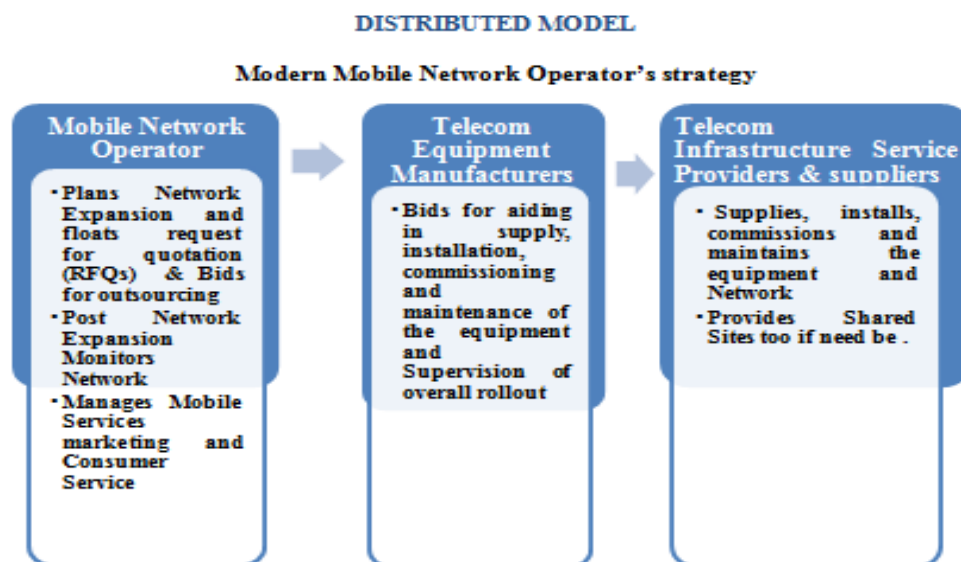 DISTRIBUTED MODEL
Modern Mobile Network Operator's strategy
Mobile Network
Operator
• Plans Network
Expansion and
floats request
for quotation
(RFQs) & Bids
for outsourcing
• Post Network
Expansion
Monitors
Network
• Manages Mobile
Services
marketing and
Consumer
Service
Telecom
Equipment
Manufacturers
• Bids for aiding
in supply,
installation,
commissioning
and
maintenance of
the equipment
and
Supervision of
overall rollout
Telecom
Infrastructure Service
Providers & suppliers
• Supplies, installs,
commissions and
maintains the
equipment and
Network
• Provides Shared
Sites too if need be .